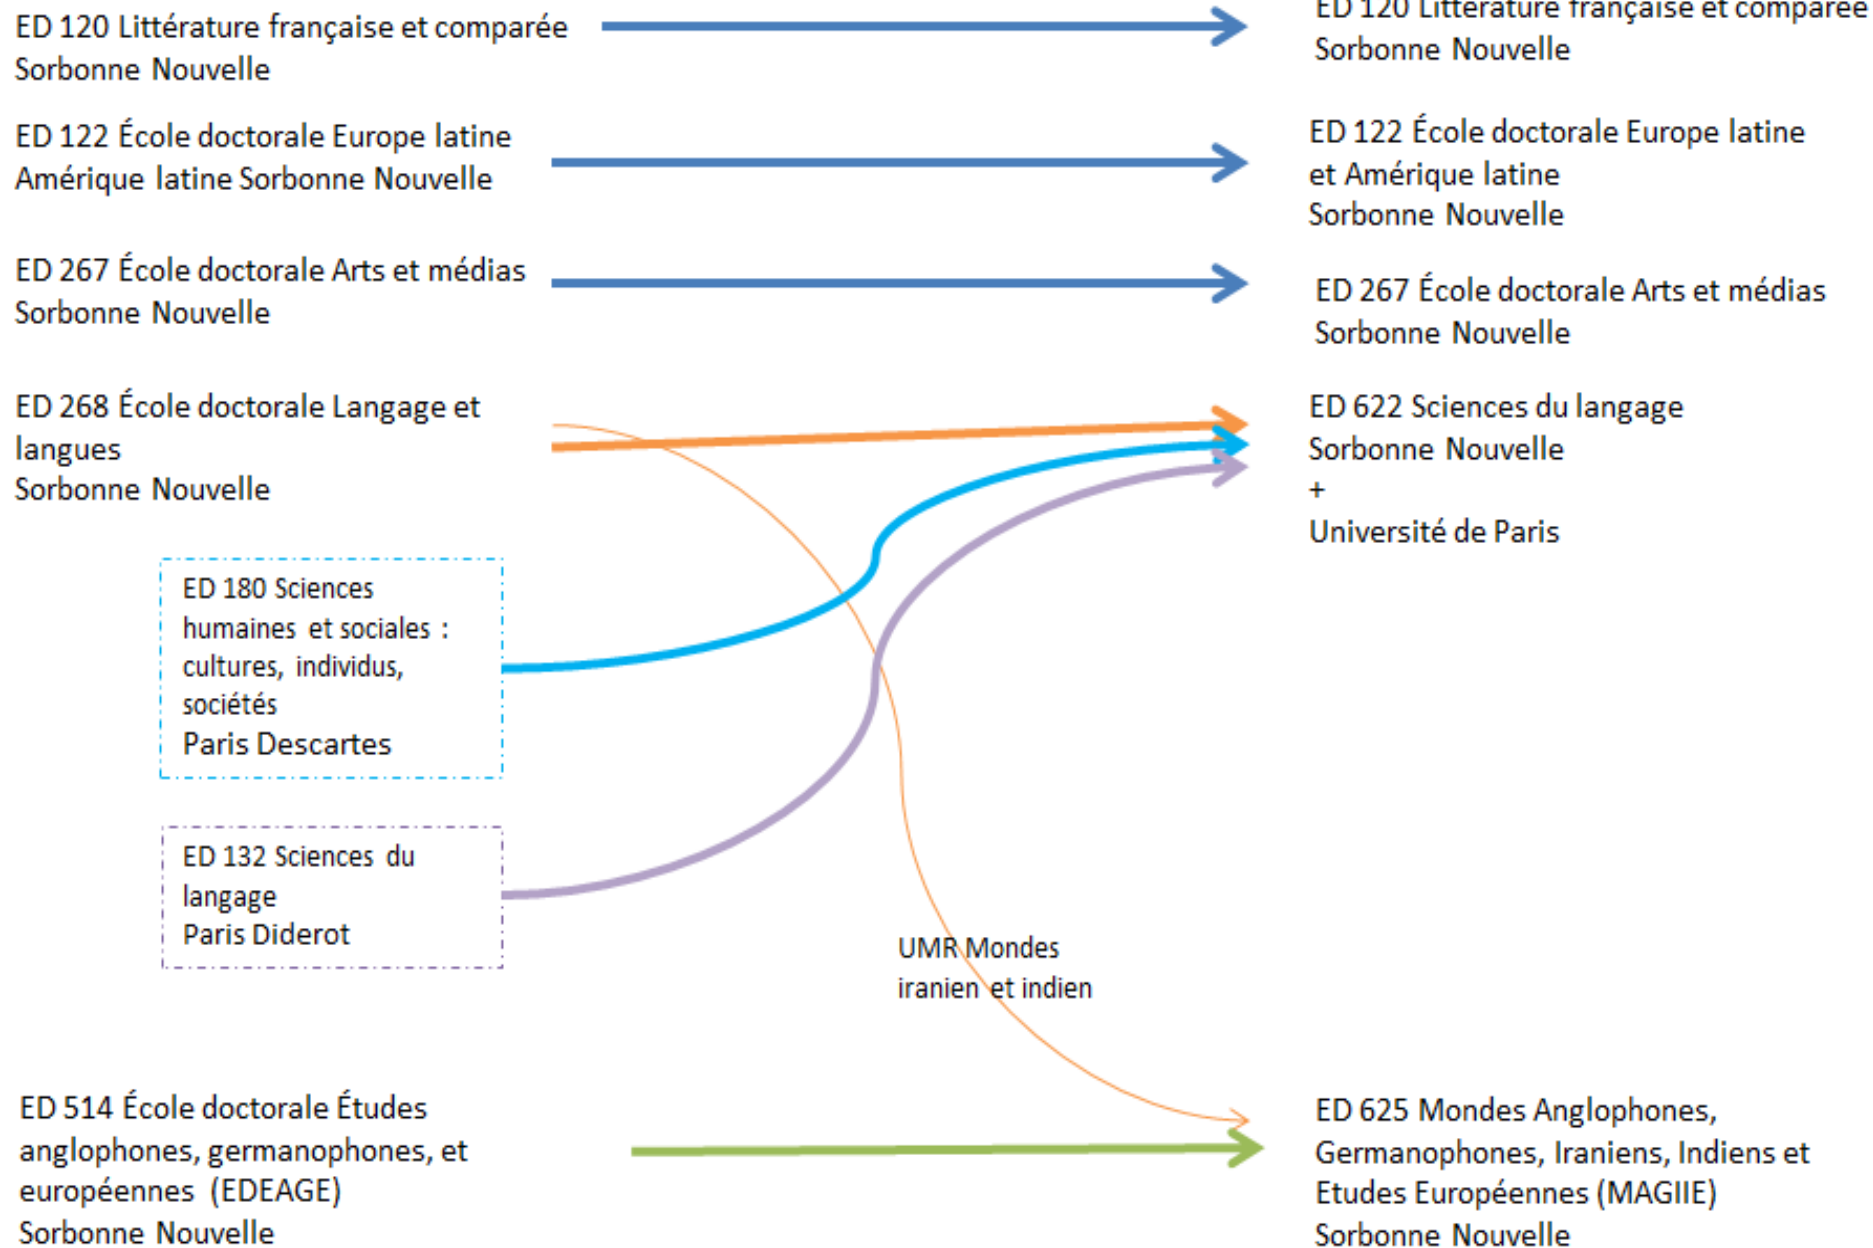 ED 120 Littérature française et comparée
Sorbonne Nouvelle
ED 120 Littérature française et comparée
Sorbonne Nouvelle
ED 122 École doctorale Europe latine
Amérique latine Sorbonne Nouvelle
ED 122 École doctorale Europe latine
et Amérique latine
Sorbonne Nouvelle
ED 267 École doctorale Arts et médias
Sorbonne Nouvelle
ED 267 École doctorale Arts et médias
Sorbonne Nouvelle
ED 268 École doctorale Langage et
langues
Sorbonne Nouvelle
ED 622 Sciences du langage
Sorbonne Nouvelle
+
Université de Paris
ED 180 Sciences
humaines et sociales :
cultures, individus,
sociétés
Paris Descartes
ED 132 Sciences du
langage
Paris Diderot
UMR Mondes
iranien et indien
ED 514 École doctorale Études
anglophones, germanophones, et
européennes (EDEAGE)
Sorbonne Nouvelle
ED 625 Mondes Anglophones,
Germanophones, Iraniens, Indiens et
Etudes Européennes (MAGIIE)
Sorbonne Nouvelle